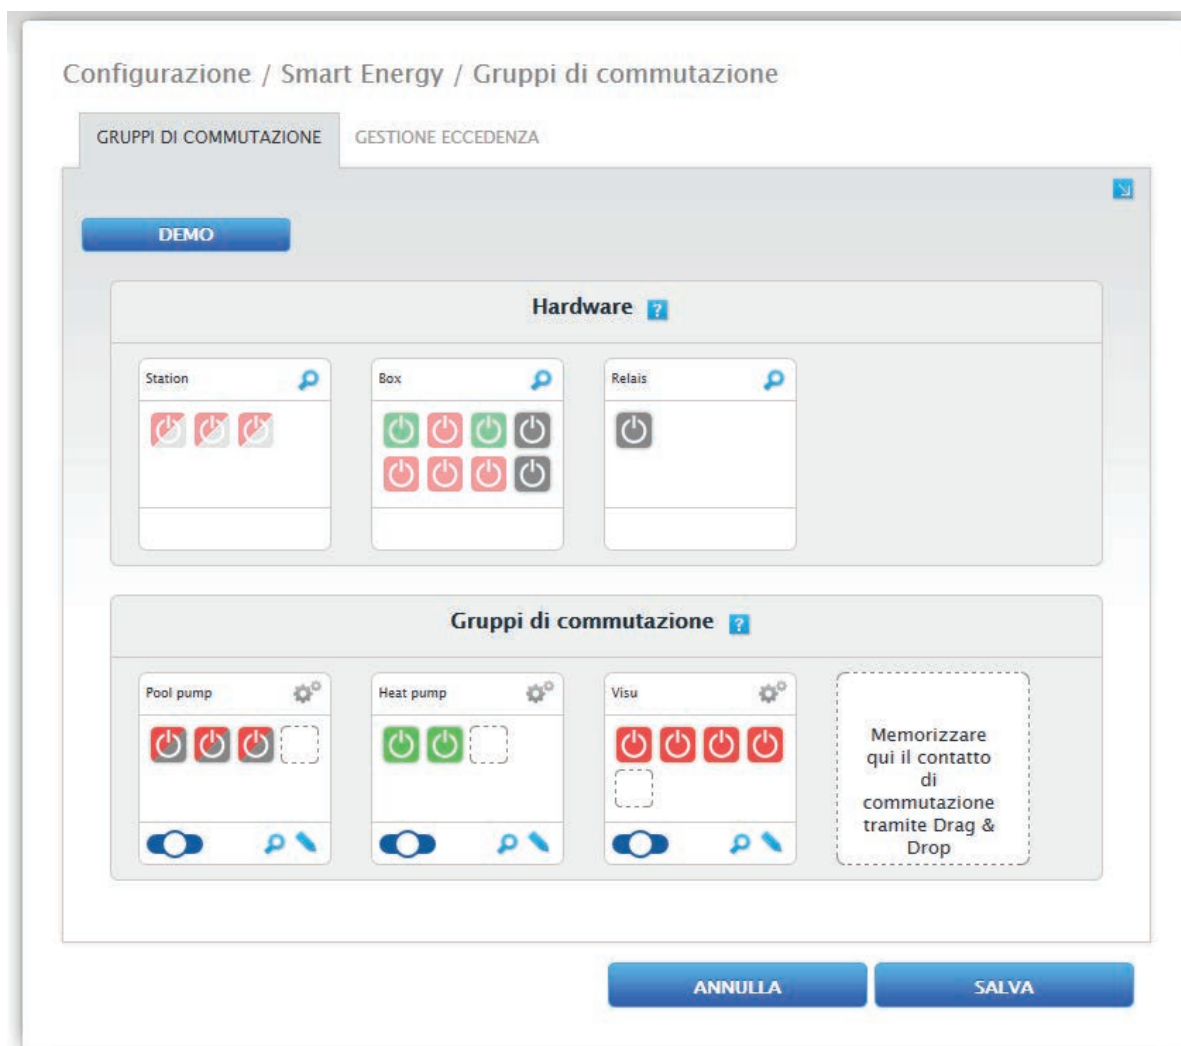 Configurazione / Smart Energy / Gruppi di commutazione
GRUPPI DI COMMUTAZIONE GESTIONE ECCEDENZA
DEMO
Hardware ?
Station Box Relais
Gruppi di commutazione ?
Pool pump Heat pump Visu
Memorizzare
qui il contatto
di
commutazione
tramite Drag &
Drop
ANNULLA SALVA